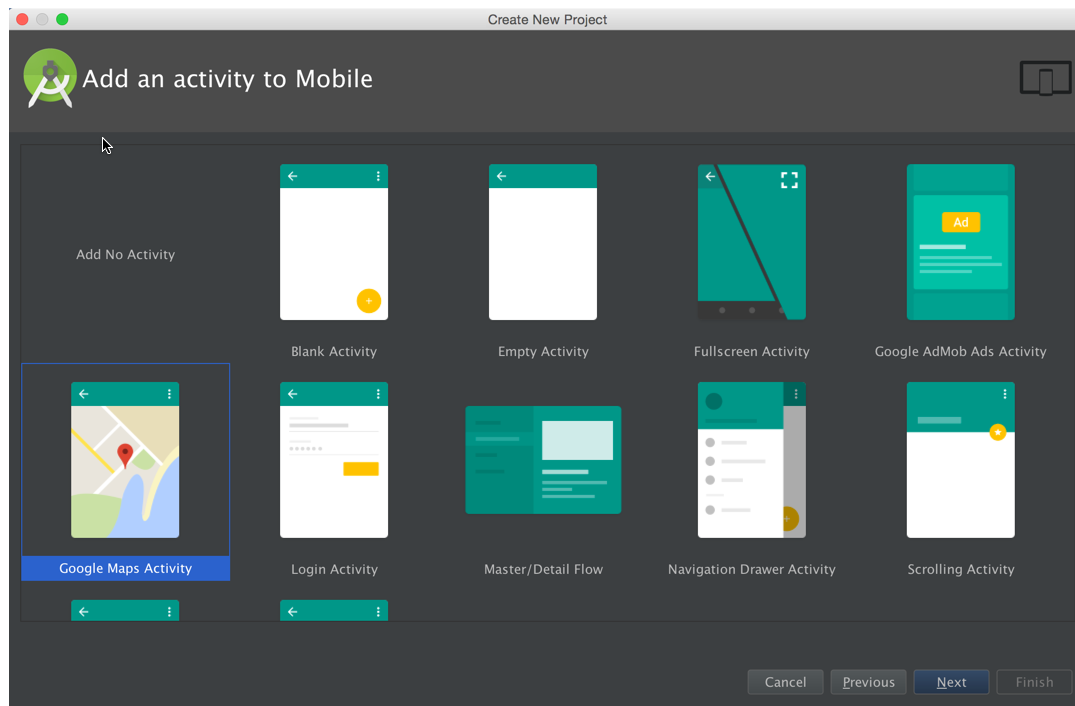 Create New Project
Add an activity to Mobile
Add No Activity
Ad
Blank Activity
Empty Activity
Fullscreen Activity
Google AdMob Ads Activity
Google Maps Activity
Login Activity
Master/Detail Flow
Navigation Drawer Activity
Scrolling Activity
Cancel
Previous
Next
Finish